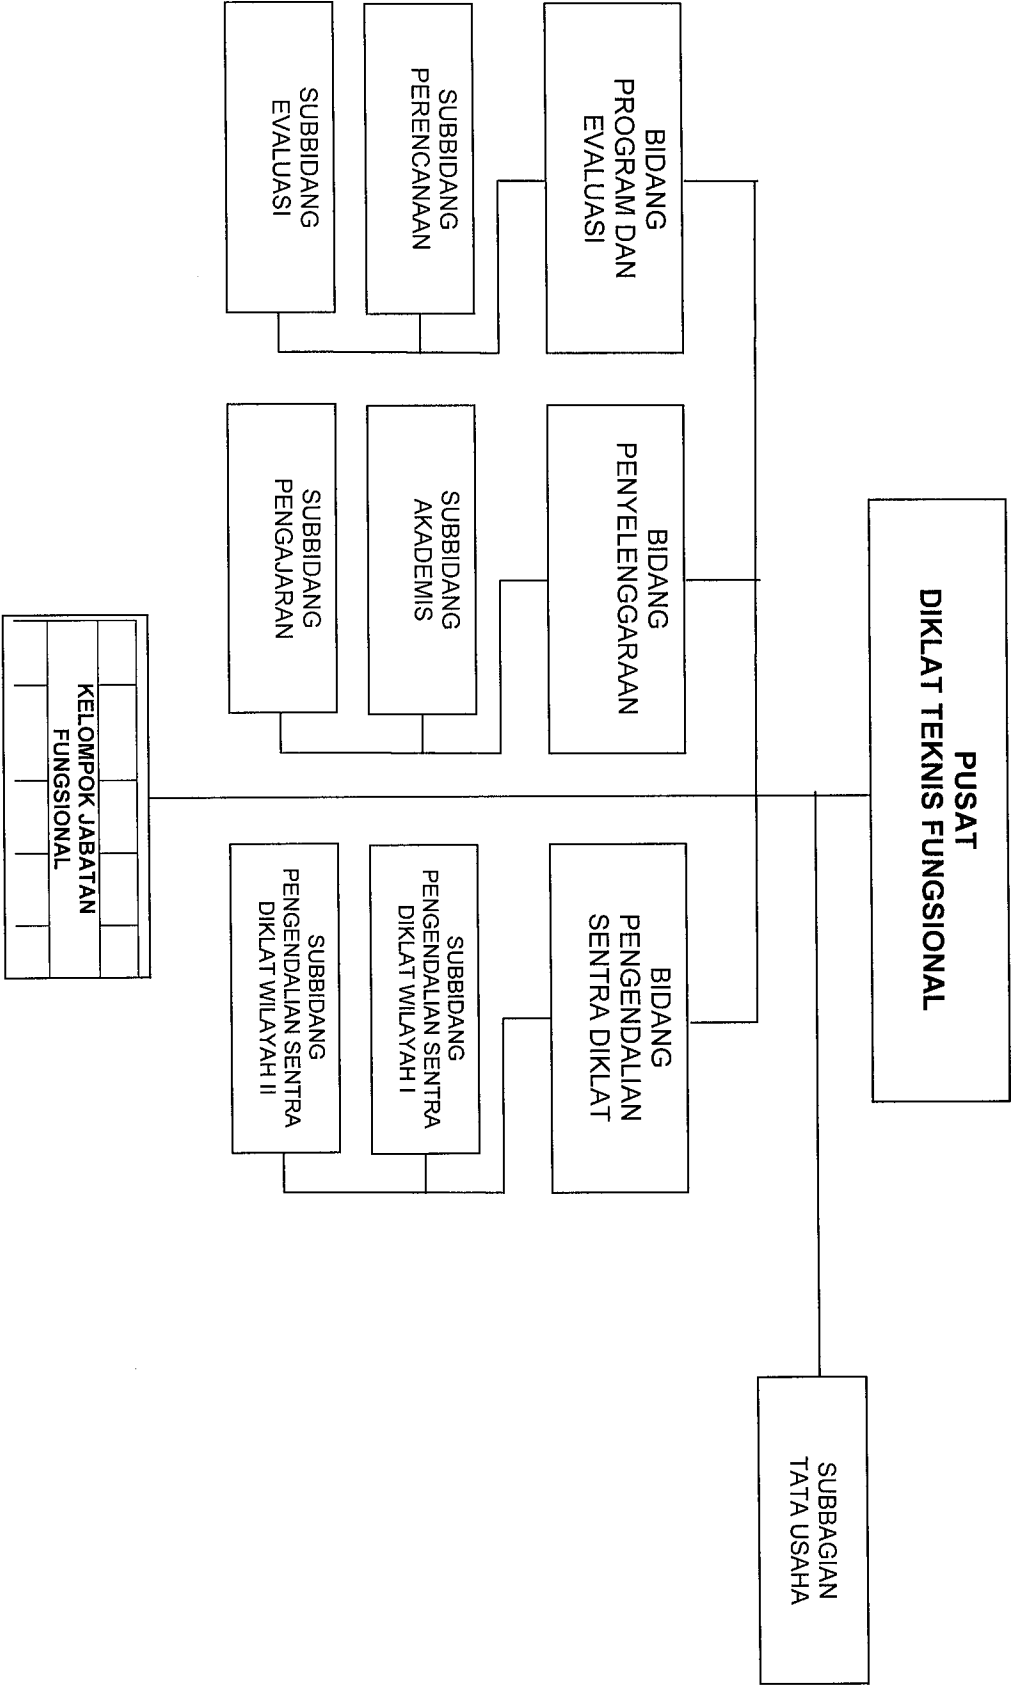 PUSAT
DIKLAT TEKNIS FUNGSIONAL
SUBBAGIAN
TATA USAHA
BIDANG
PROGRAM DAN
EVALUASI
BIDANG
PENYELENGGARAAN
BIDANG
PENGENDALIAN
SENTRA DIKLAT
SUBBIDANG
PERENCANAAN
SUBBIDANG
AKADEMIS
SUBBIDANG
PENGENDALIAN SENTRA
DIKLAT WILAYAH I
SUBBIDANG
EVALUASI
SUBBIDANG
PENGAJARAN
SUBBIDANG
PENGENDALIAN SENTRA
DIKLAT WILAYAH II
KELOMPOK JABATAN
FUNGSIONAL